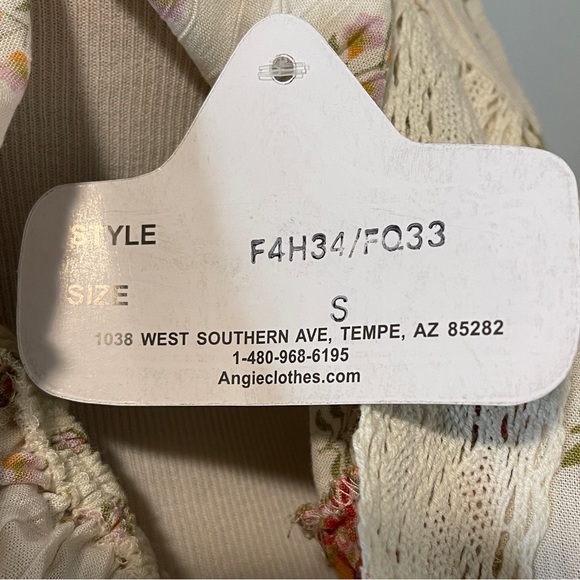 STYLE F4H34/FQ33
SIZE S
1038 WEST SOUTHERN AVE, TEMPE, AZ 85282
1-480-968-6195
Angieclothes.com